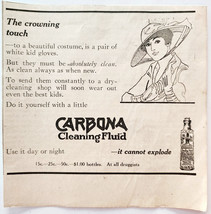 The crowning
touch
—to a beautiful costume, is a pair of
white kid gloves.
But they must be absolutely clean.
As clean always as when new.
To send them constantly to a dry-
cleaning shop will soon wear out
even the best kids.
Do it yourself with a little
CARBONA
Cleaning Fluid
Use it day or night —it cannot explode
15c.—25c.—50c.—$1.00 bottles. At all druggists